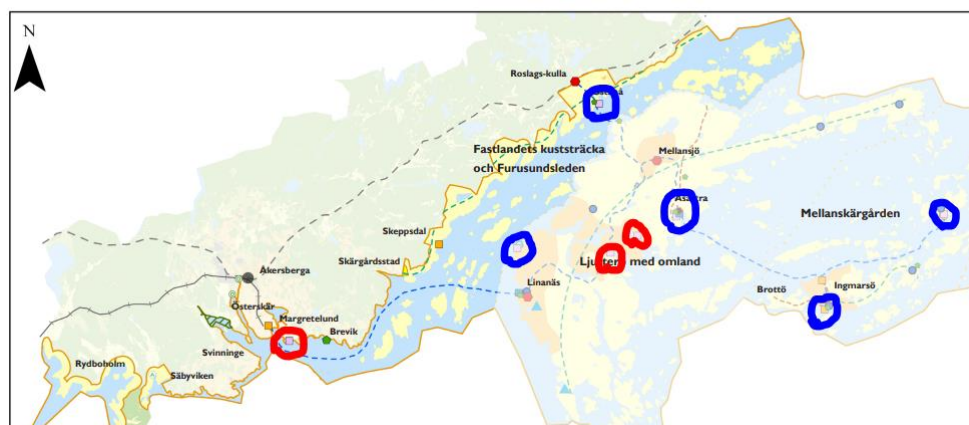 N
Roslags-kulla
Fastlandets kuststräcka
och Furusundsleden
Mellansjö
Mellanskärgården
Skeppsdal
Skärgårdsstad
Ljusterö med omland
Linanäs
Åkersberga
Brottö
Ingmarsö
Österskär
Margretelund
Brevik
Svinninge
Rydboholm
Säbyviken